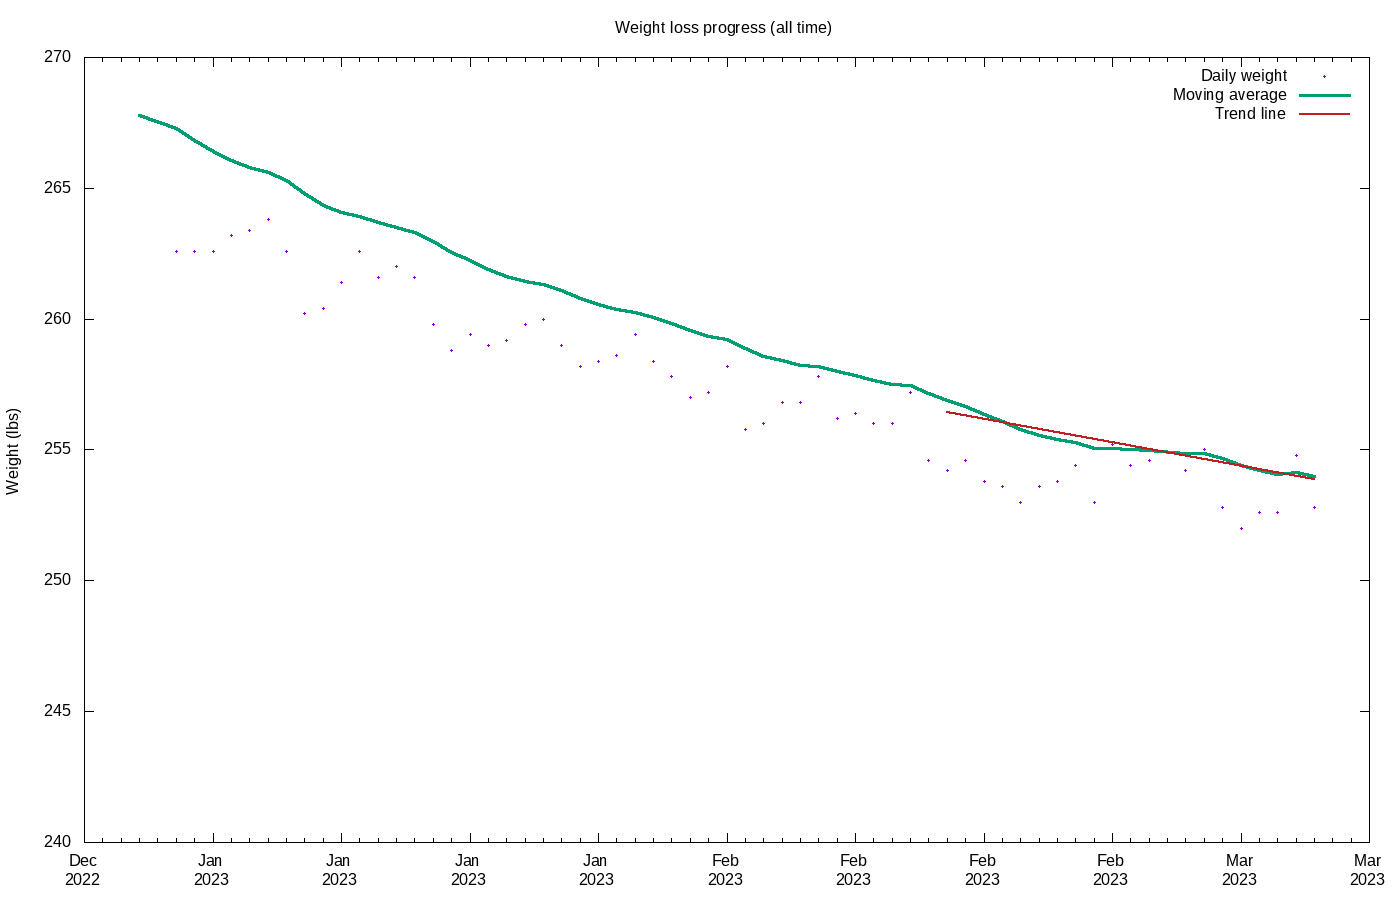 Weight loss progress (all time)
270
265
260
255
250
245
240
Weight (lbs)
Daily weight
Moving average
Trend line
Dec Jan Jan Jan Jan Feb Feb Feb Feb Mar Mar
2022 2023 2023 2023 2023 2023 2023 2023 2023 2023 2023